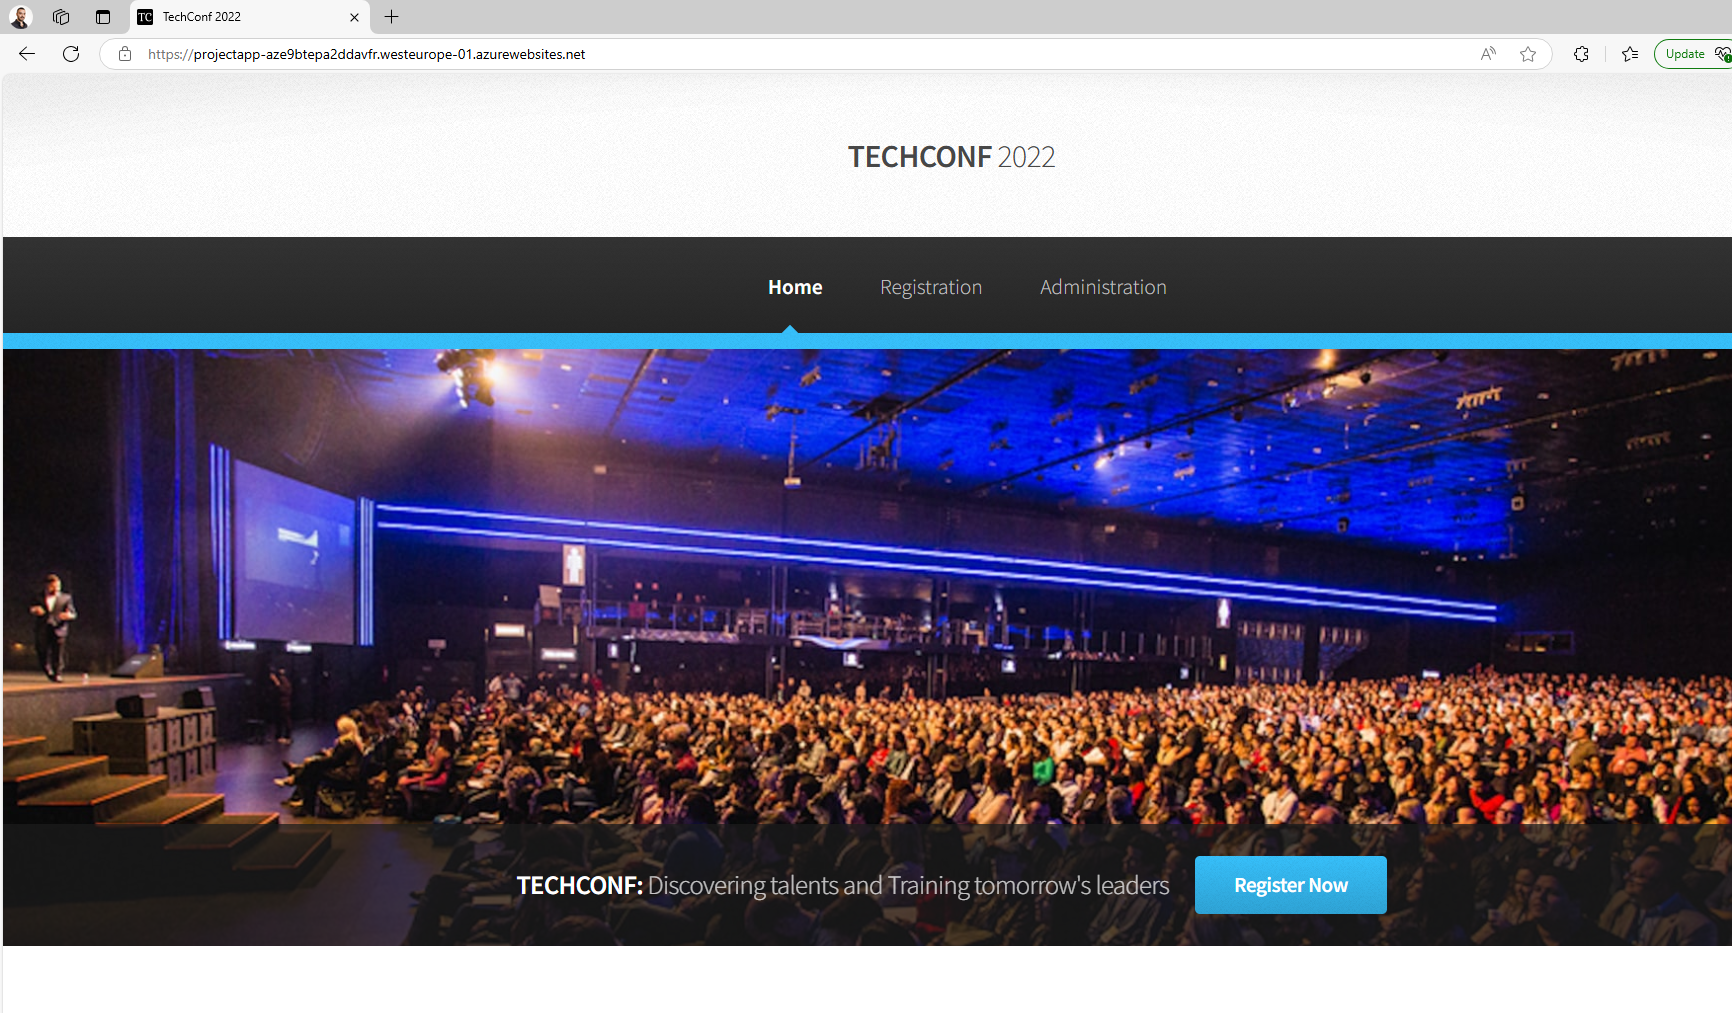 TC TechConf 2022
https://projectapp-aze9btepa2ddavfr.westeurope-01.azurewebsites.net
Update
TECHCONF 2022
Home Registration Administration
TECHCONF: Discovering talents and Training tomorrow's leaders Register Now